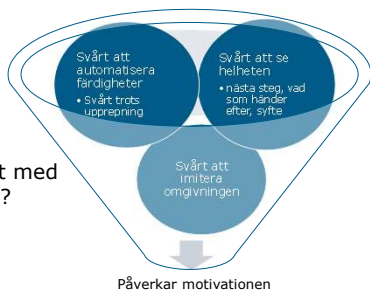 Svårt att
automatisera
färdigheter
• Svårt trots
upprepning
Svårt att se
helheten
• nästa steg, vad
som händer
efter, syfte
Svårt att
imitera
omgivningen
t med
?
Påverkar motivationen